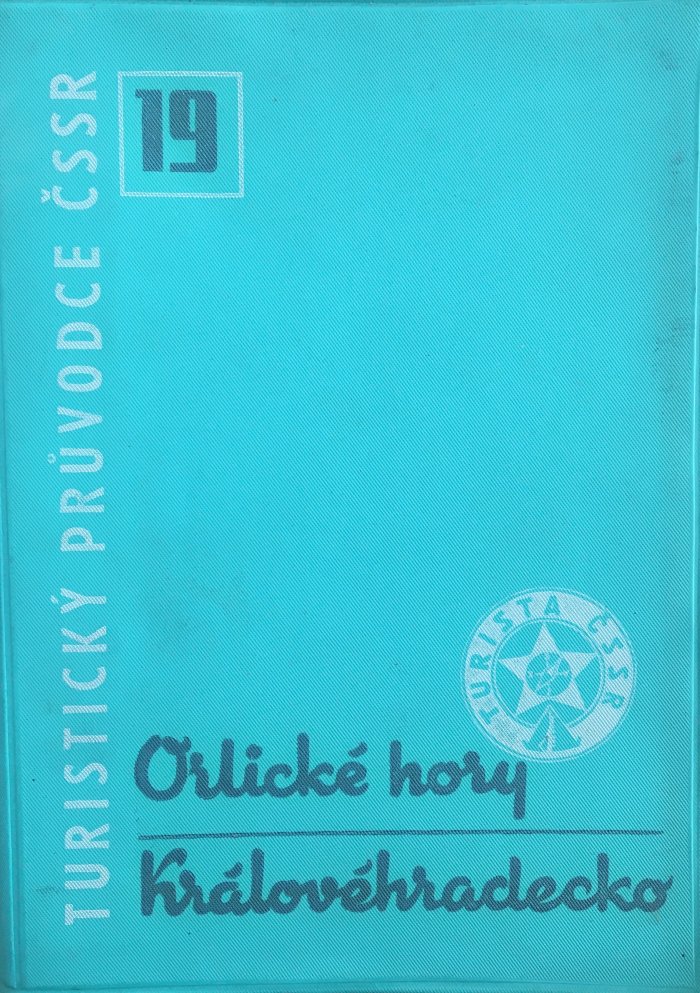 TURISTICKÝ PRŮVODCE ČSSR
19
TURISTA ČSSR
Orlické hory
Královéhradecko